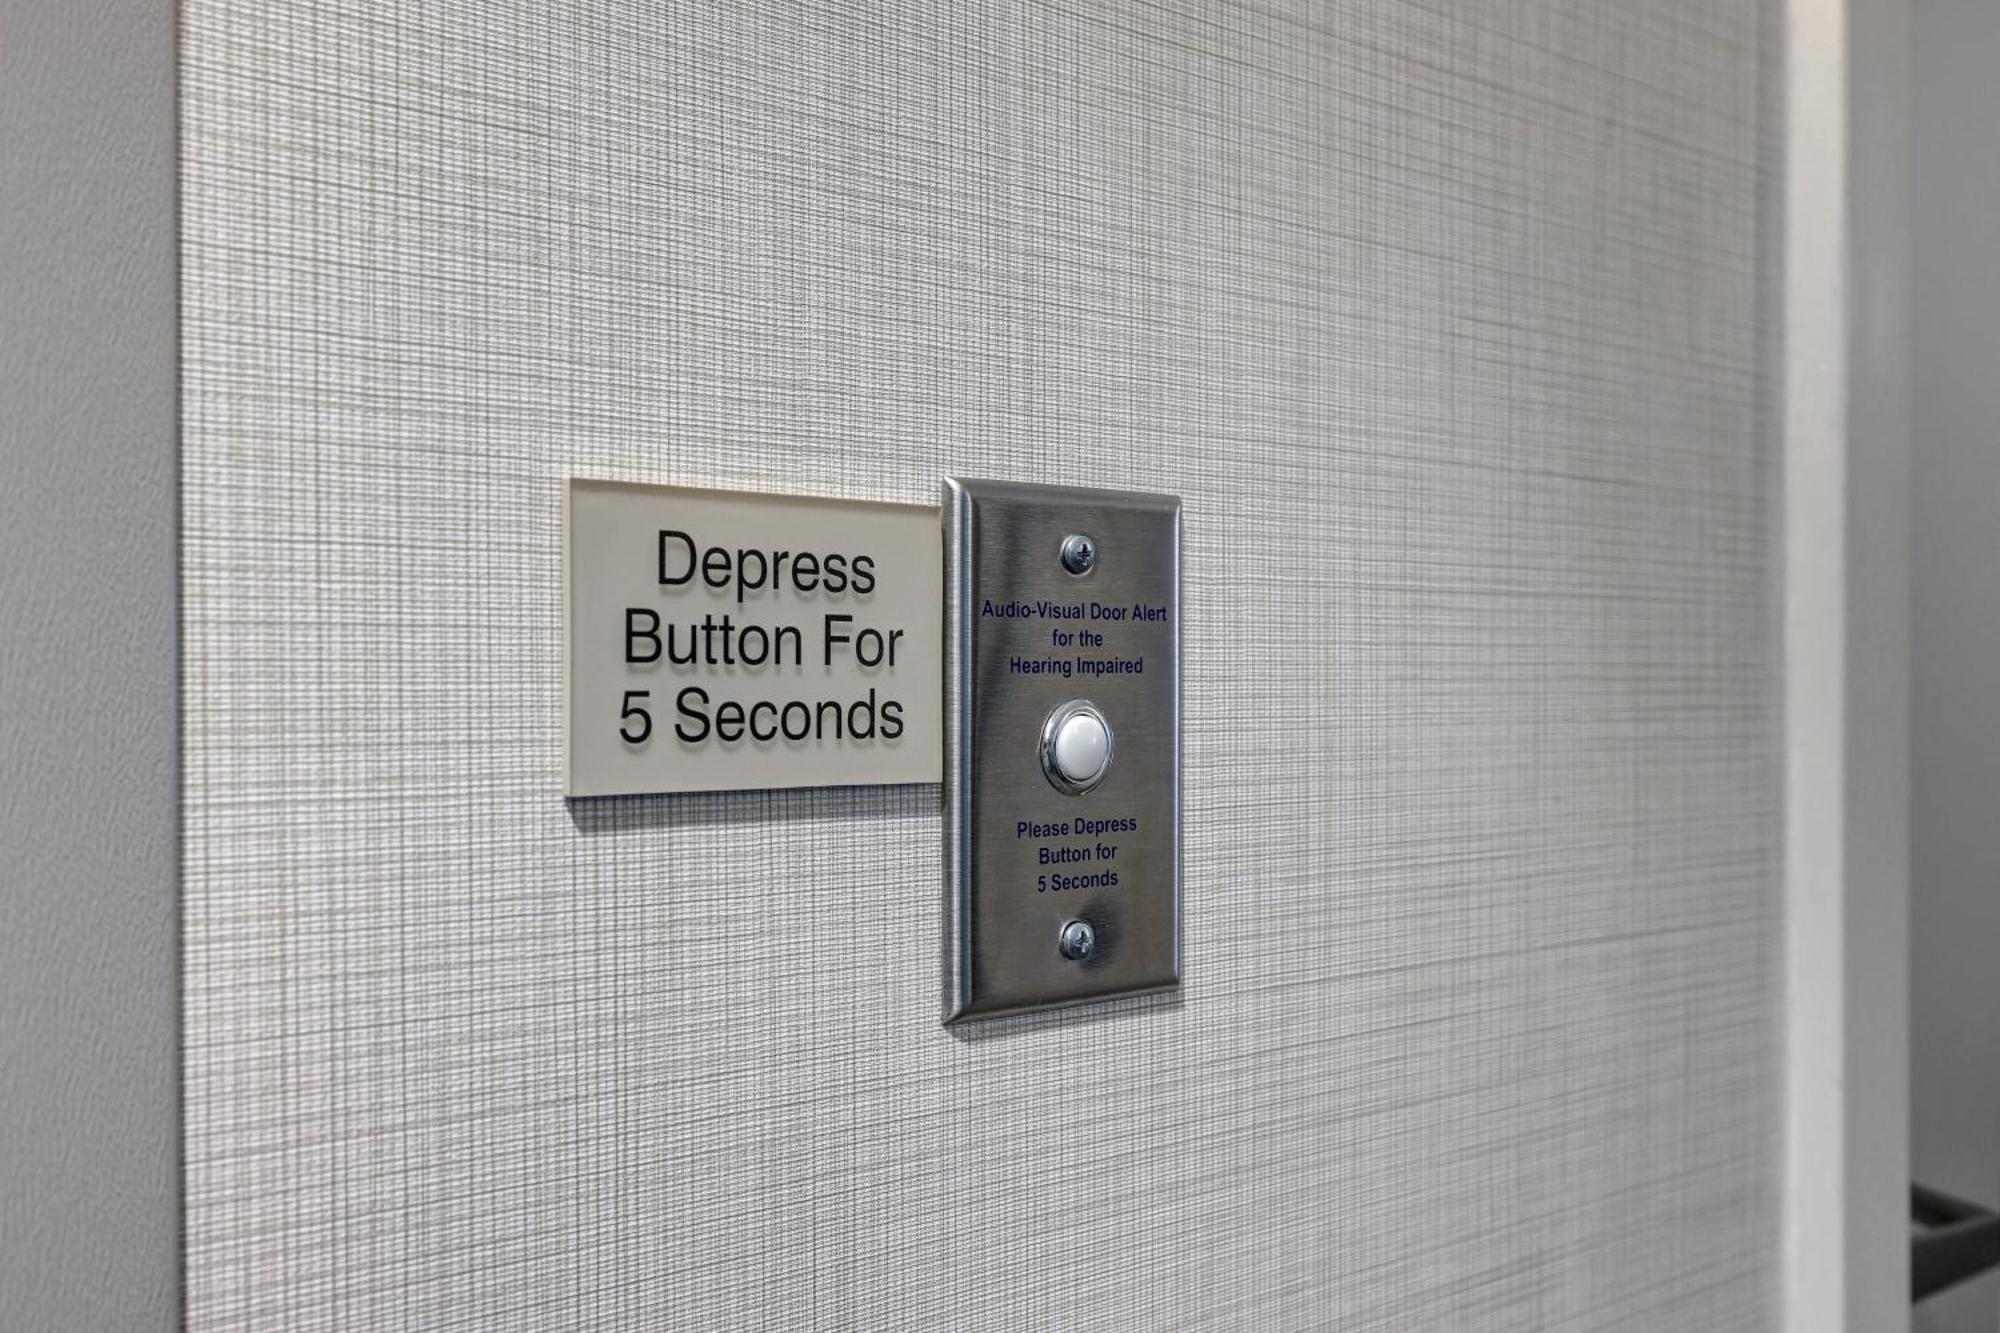 Depress
Button For
5 Seconds
Audio-Visual Door Alert
for the
Hearing Impaired
Please Depress
Button for
5 Seconds